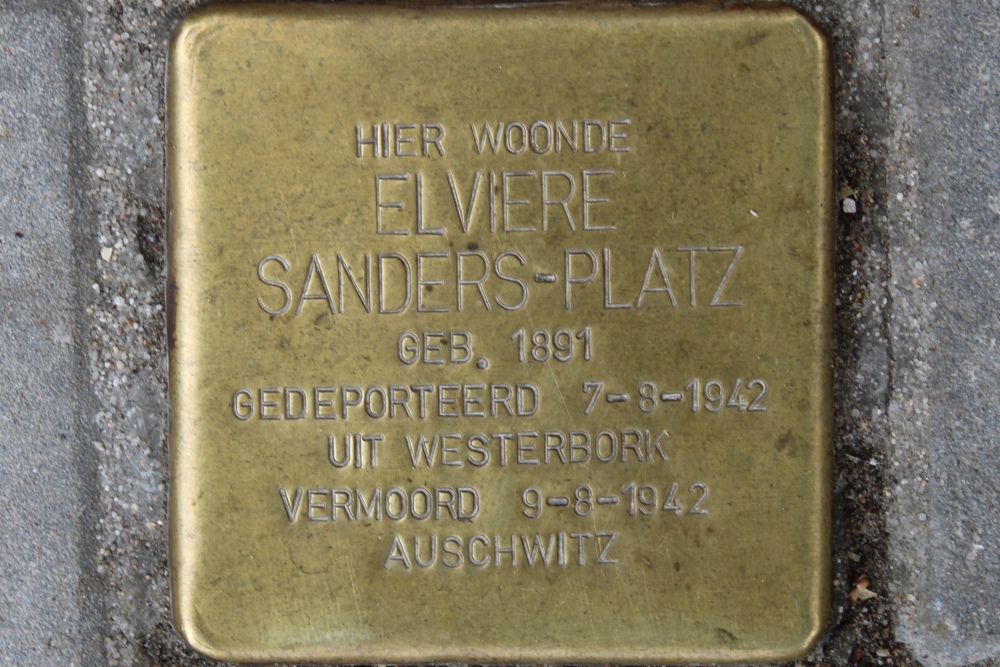 HIER WOONDE
ELVIERE
SANDERS-PLATZ
GEB. 1891
GEDEPORTEERD 7-8-1942
UIT WESTERBORK
VERMOORD 9-8-1942
AUSCHWITZ